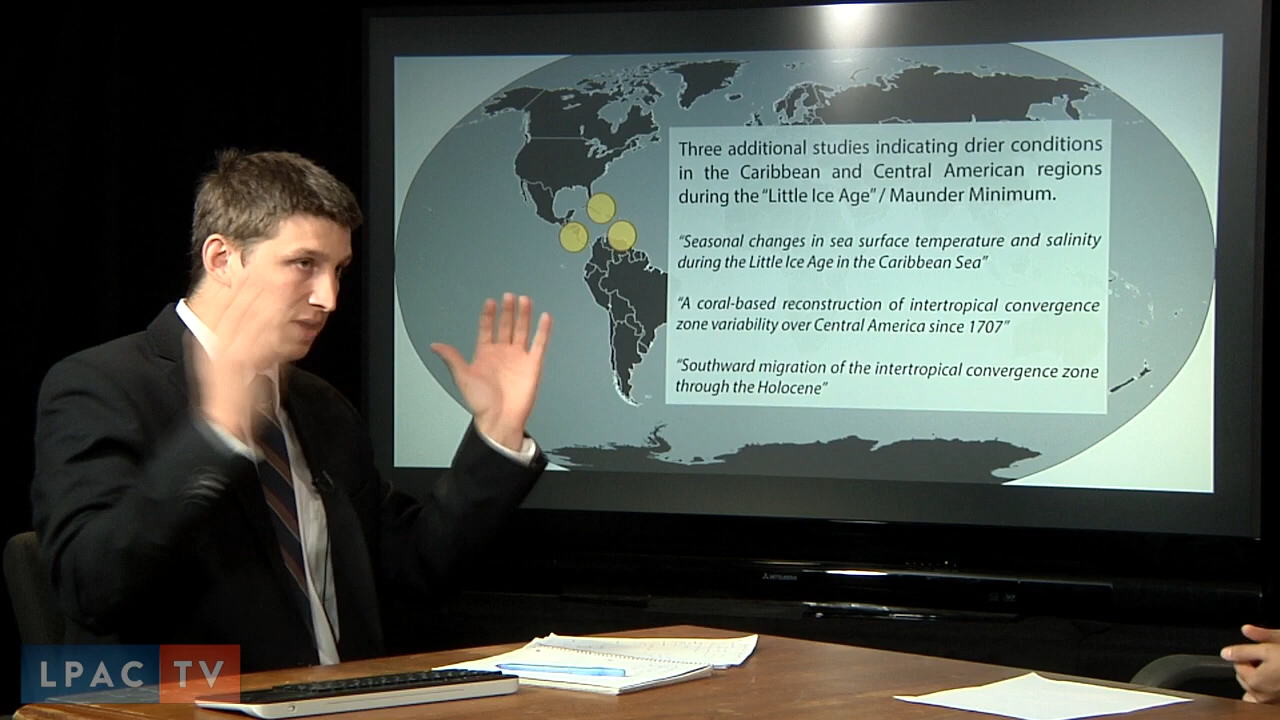 Three additional studies indicating drier conditions
in the Caribbean and Central American regions
during the “Little Ice Age” / Maunder Minimum.
“Seasonal changes in sea surface temperature and salinity
during the Little Ice Age in the Caribbean Sea”
“A coral-based reconstruction of intertropical convergence
zone variability over Central America since 1707”
“Southward migration of the intertropical convergence zone
through the Holocene”
MITSUBISHI
LPAC TV